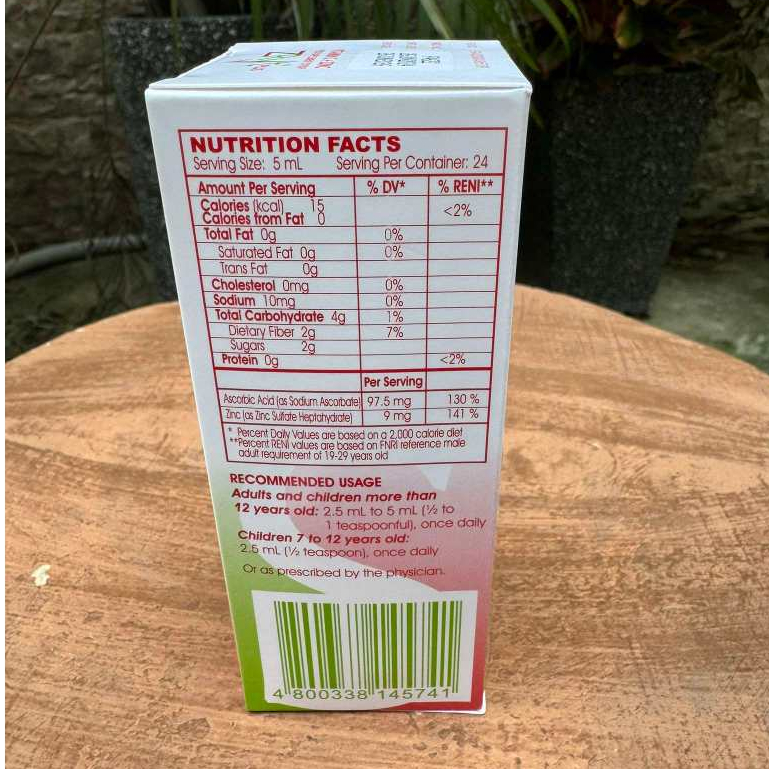 NUTRITION FACTS
Serving Size: 5 mL Serving Per Container: 24
Amount Per Serving % DV* % RENI**
Calories (kcal) 15 <2%
Calories from Fat 0
Total Fat 0g 0%
Saturated Fat 0g 0%
Trans Fat 0g
Cholesterol 0mg 0%
Sodium 10mg 0%
Total Carbohydrate 4g 1%
Dietary Fiber 2g 7%
Sugars 2g
Protein 0g <2%
Per Serving
Ascorbic Acid (as Sodium Ascorbate) 97.5 mg 130 %
Zinc (as Zinc Sulfate Heptahydrate) 9 mg 141 %
* Percent Daily Values are based on a 2,000 calorie diet
**Percent RENI values are based on FNRI reference male
adult requirement of 19-29 years old
RECOMMENDED USAGE
Adults and children more than
12 years old: 2.5 mL to 5 mL (½ to
1 teaspoonful), once daily
Children 7 to 12 years old:
2.5 mL (½ teaspoon), once daily
Or as prescribed by the physician.
4 800338 145741